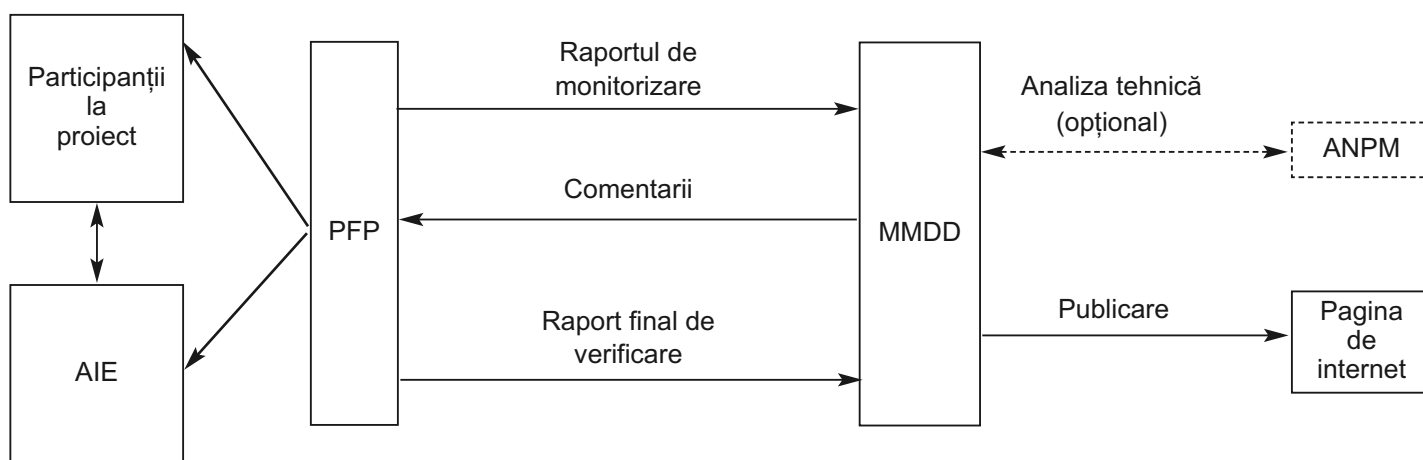 Participanții
la
proiect
AIE
PFP
Raportul de
monitorizare
Comentarii
Raport final de
verificare
MMDD
Analiza tehnică
(opțional)
ANPM
Publicare
Pagina
de
internet